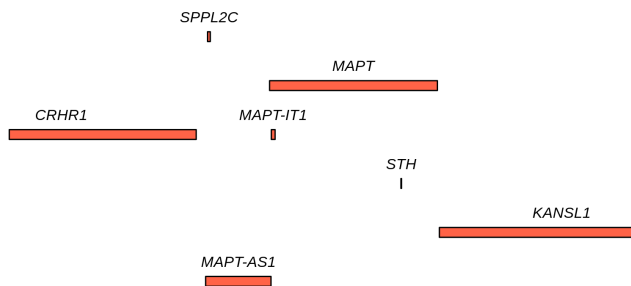 SPPL2C
MAPT
CRHR1
MAPT-IT1
STH
KANSL1
MAPT-AS1